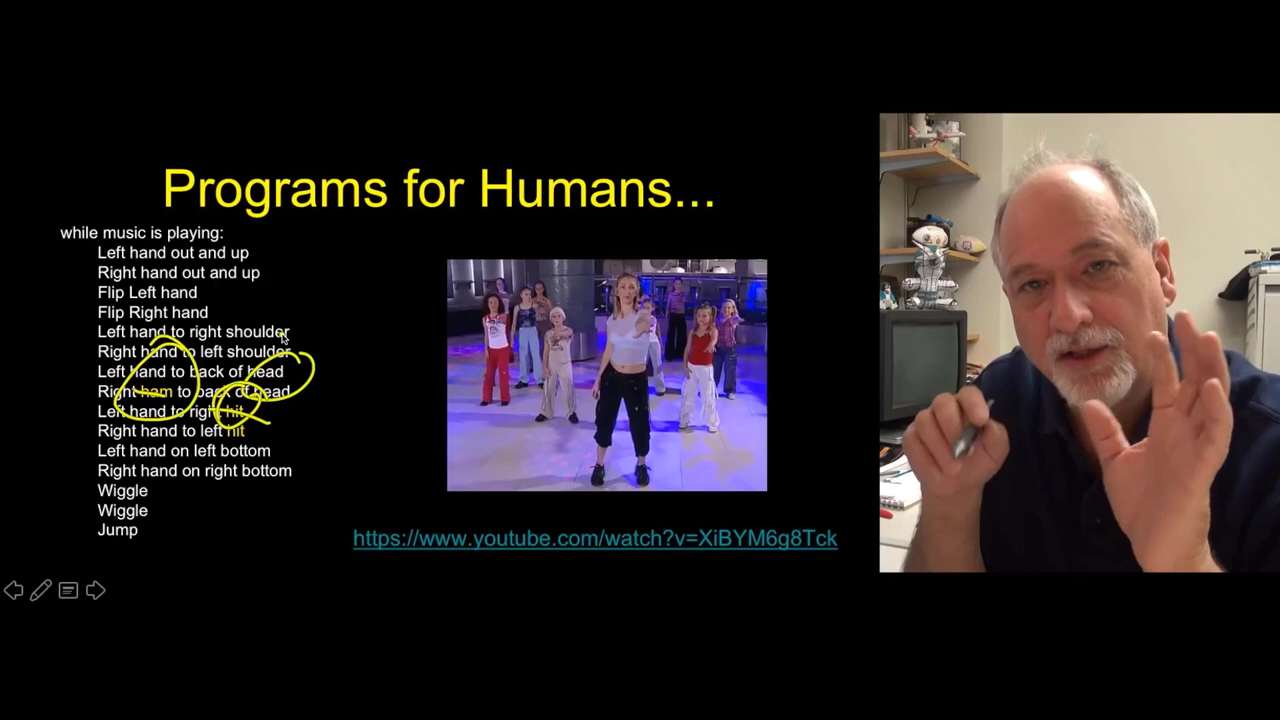 Programs for Humans...
while music is playing:
Left hand out and up
Right hand out and up
Flip Left hand
Flip Right hand
Left hand to right shoulder
Right hand to left shoulder
Left hand to back of head
Right ham to back of head
Left hand to right hit
Right hand to left hit
Left hand on left bottom
Right hand on right bottom
Wiggle
Wiggle
Jump
https://www.youtube.com/watch?v=XiBYM6g8Tck